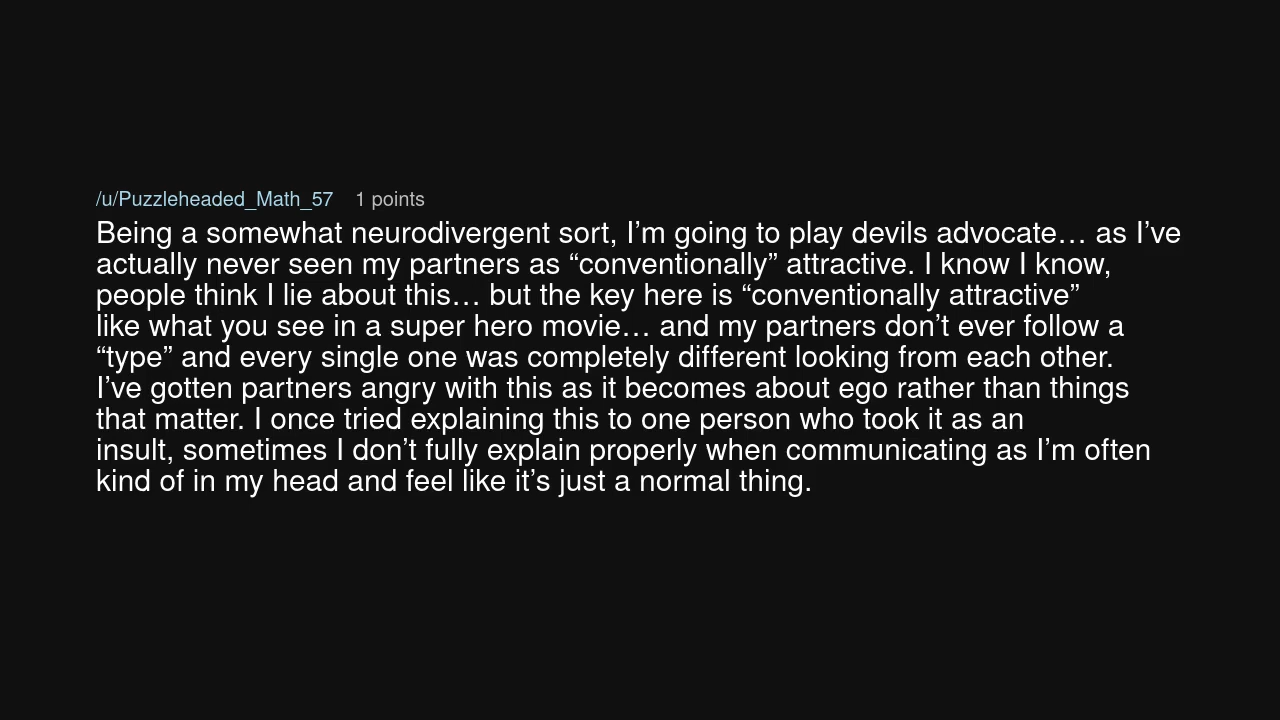 /u/Puzzleheaded_Math_57 1 points
Being a somewhat neurodivergent sort, I’m going to play devils advocate… as I’ve
actually never seen my partners as “conventionally” attractive. I know I know,
people think I lie about this… but the key here is “conventionally attractive”
like what you see in a super hero movie… and my partners don’t ever follow a
“type” and every single one was completely different looking from each other.
I’ve gotten partners angry with this as it becomes about ego rather than things
that matter. I once tried explaining this to one person who took it as an
insult, sometimes I don’t fully explain properly when communicating as I’m often
kind of in my head and feel like it’s just a normal thing.